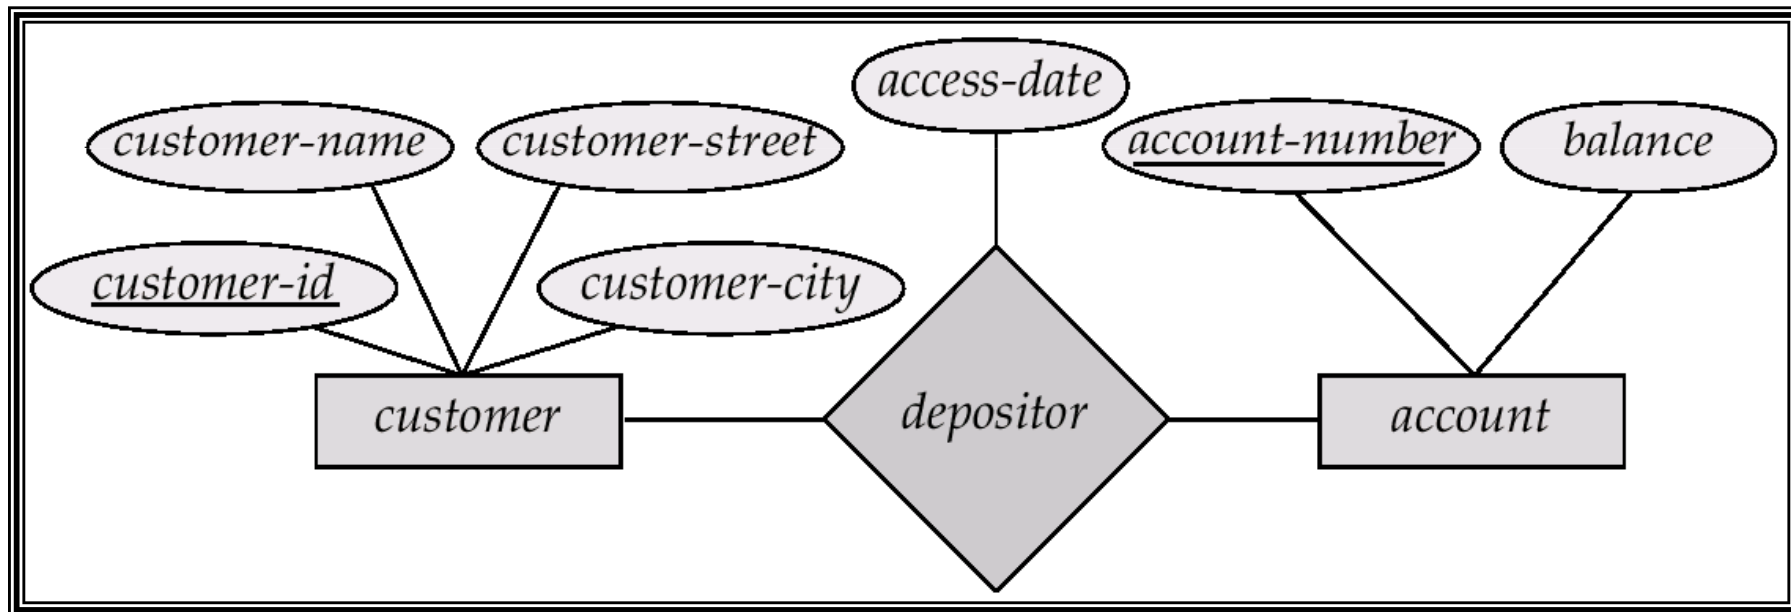 access-date
customer-name
customer-street
account-number
balance
customer-id
customer-city
customer
depositor
account